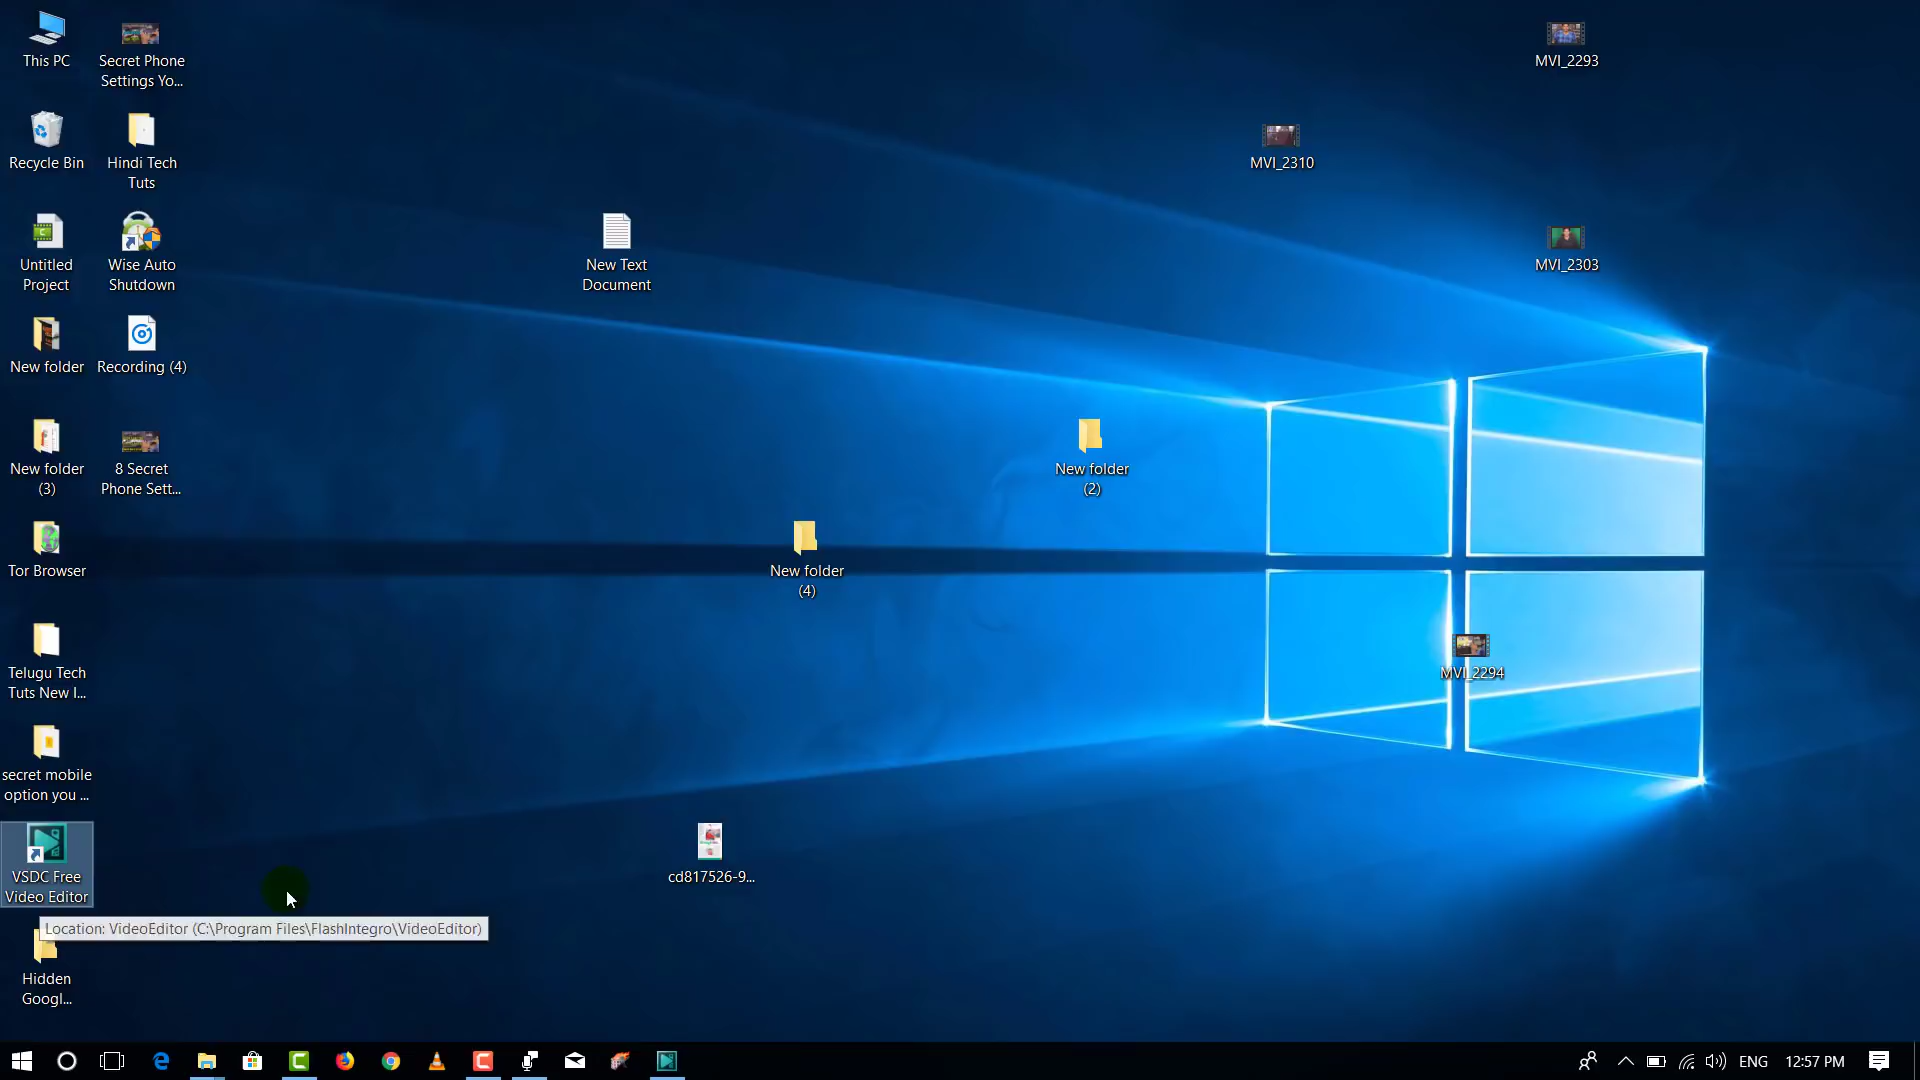 This PC
Secret Phone
Settings Yo...
MVI_2293
Recycle Bin
Hindi Tech
Tuts
MVI_2310
Untitled
Project
Wise Auto
Shutdown
New Text
Document
MVI_2303
New folder
Recording (4)
New folder
(3)
8 Secret
Phone Sett...
New folder
(2)
Tor Browser
New folder
(4)
Telugu Tech
Tuts New I...
MVI_2294
secret mobile
option you ...
VSDC Free
Video Editor
cd817526-9...
Location: VideoEditor (C:\Program Files\FlashIntegro\VideoEditor)
Hidden
Googl...
ENG
12:57 PM